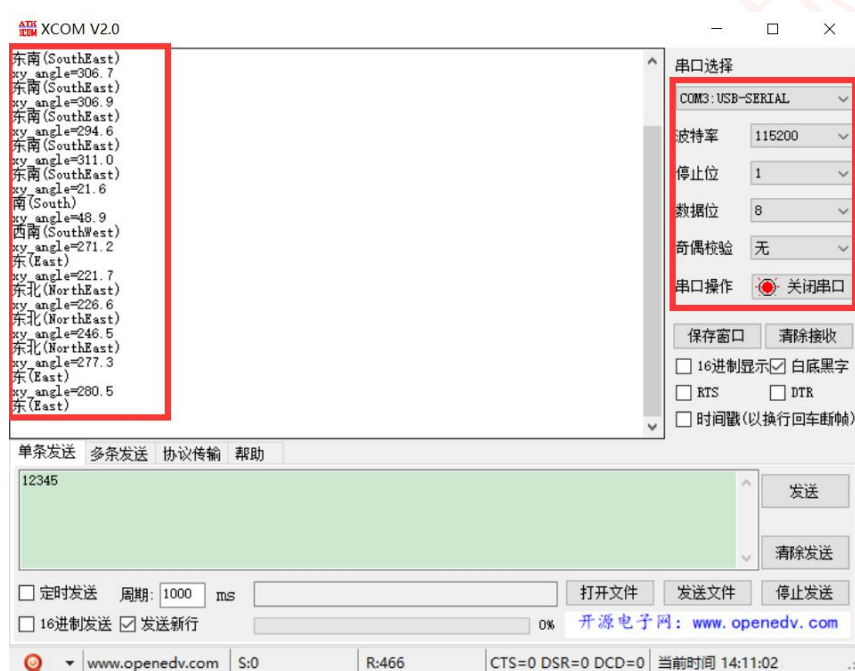 ATK XCOM XCOM V2.0
东南(SouthEast)
xy_angle=306.7
东南(SouthEast)
xy_angle=306.9
东南(SouthEast)
xy_angle=294.6
东南(SouthEast)
xy_angle=311.0
东南(SouthEast)
xy_angle=21.6
南(South)
xy_angle=48.9
西南(SouthWest)
xy_angle=271.2
东(East)
xy_angle=221.7
东北(NorthEast)
xy_angle=226.6
东北(NorthEast)
xy_angle=246.5
东北(NorthEast)
xy_angle=277.3
东(East)
xy_angle=280.5
东(East)
串口选择
COM3:USB-SERIAL
波特率 115200
停止位 1
数据位 8
奇偶校验 无
串口操作 关闭串口
保存窗口 清除接收
16进制显示 白底黑字
RTS DTR
时间戳(以换行回车断帧)
单条发送 多条发送 协议传输 帮助
12345
发送
清除发送
定时发送 周期: 1000 ms 打开文件 发送文件 停止发送
16进制发送 发送新行 0% 开源电子网：www.openedv.com
www.openedv.com S:0 R:466 CTS=0 DSR=0 DCD=0 当前时间 14:11:02